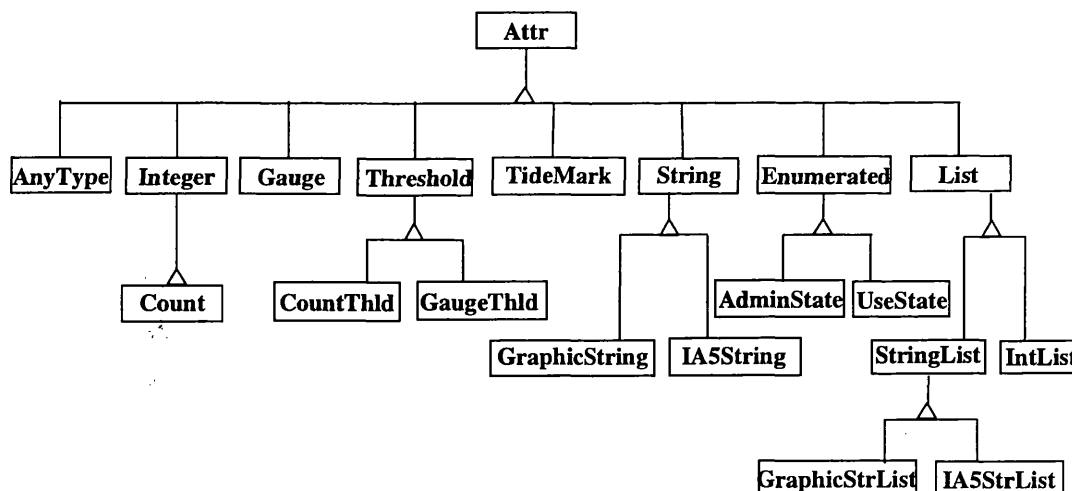 Attr
AnyType Integer Gauge Threshold TideMark String Enumerated List
Count CountThld GaugeThld AdminState UseState
GraphicString IA5String StringList IntList
GraphicStrList IA5StrList